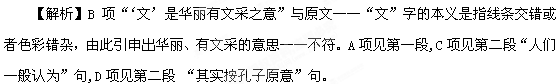 【解析】B 项“‘文’是华丽有文采之意”与原文——“文”字的本义是指线条交错或
者色彩错杂，由此引申出华丽、有文采的意思---不符。A项见第一段,C项见第二段“人们
一般认为”句,D项见第二段 “其实按孔子原意”句。